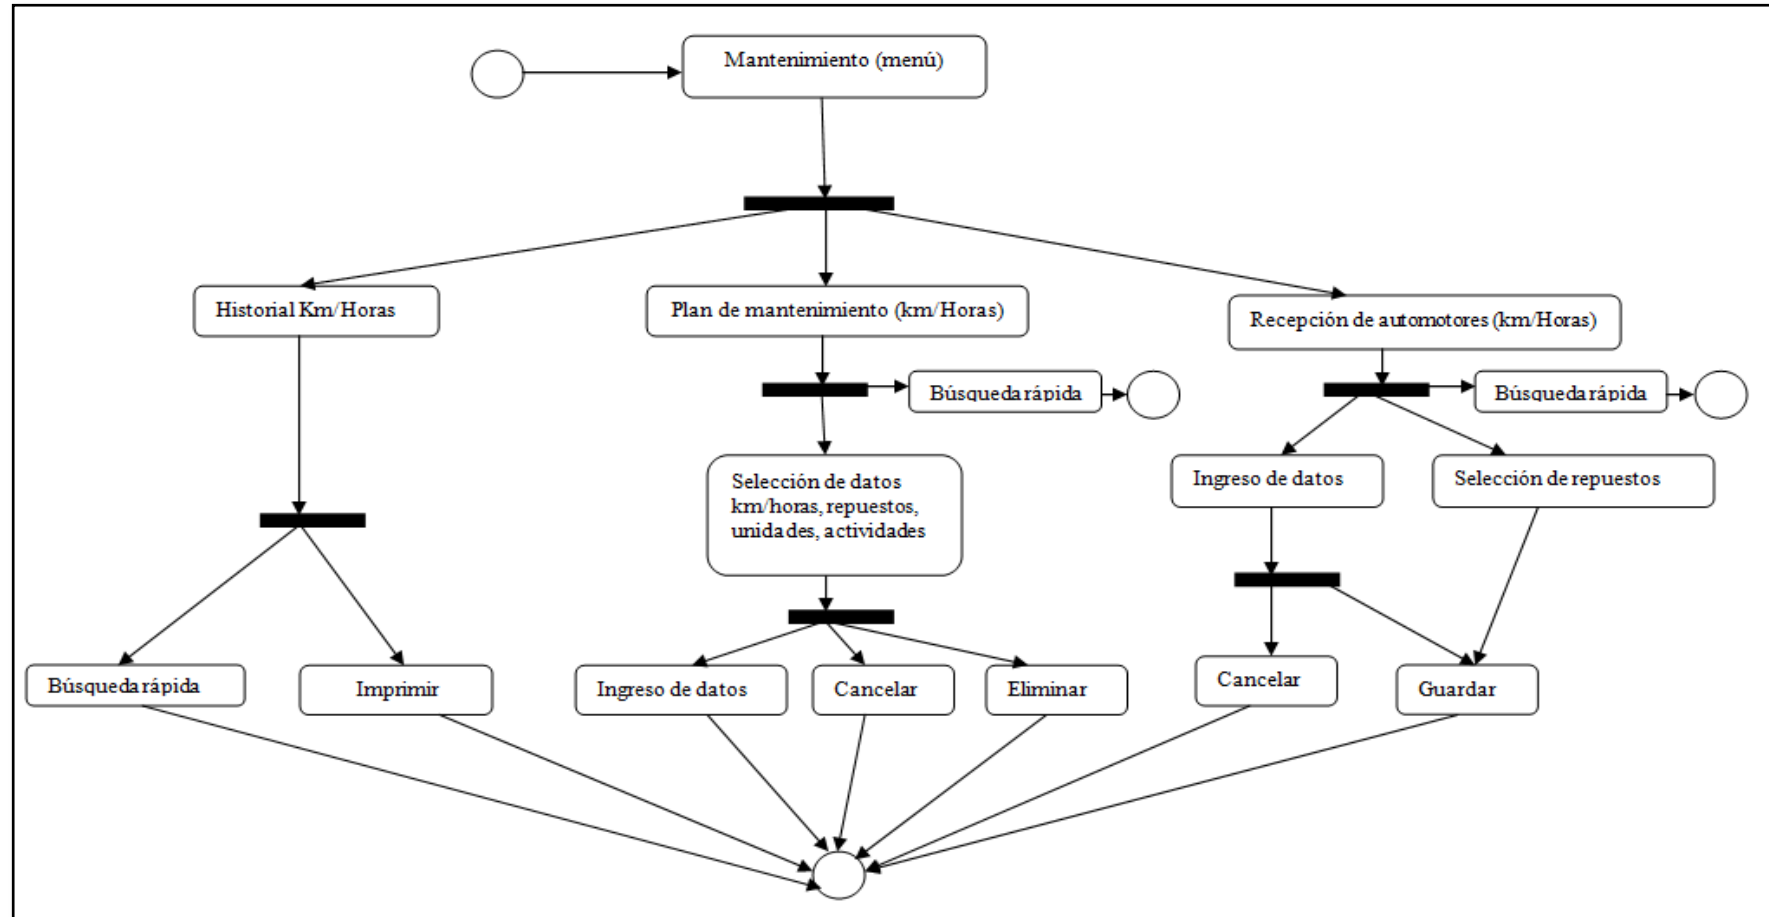 Mantenimiento (menú)
Historial Km/Horas
Plan de mantenimiento (km/Horas)
Recepción de automotores (km/Horas)
Búsqueda rápida
Búsqueda rápida
Selección de datos
km/horas, repuestos,
unidades, actividades
Ingreso de datos
Selección de repuestos
Búsqueda rápida
Imprimir
Ingreso de datos
Cancelar
Eliminar
Cancelar
Guardar